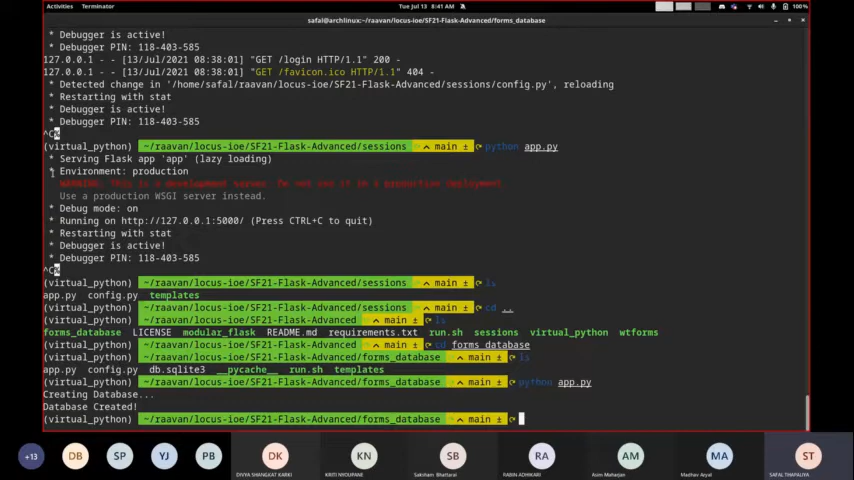 Activities Terminator Tue Jul 13 8:41 AM 100%
safal@archlinux:~/raavan/locus-ioe/SF21-Flask-Advanced/forms_database
* Debugger is active!
* Debugger PIN: 118-403-585
127.0.0.1 - - [13/Jul/2021 08:38:01] "GET /login HTTP/1.1" 200 -
127.0.0.1 - - [13/Jul/2021 08:38:01] "GET /favicon.ico HTTP/1.1" 404 -
* Detected change in '/home/safal/raavan/locus-ioe/SF21-Flask-Advanced/sessions/config.py', reloading
* Restarting with stat
* Debugger is active!
* Debugger PIN: 118-403-585
^C%
(virtual_python) ~/raavan/locus-ioe/SF21-Flask-Advanced/sessions main ± python app.py
* Serving Flask app 'app' (lazy loading)
* Environment: production
WARNING: This is a development server. Do not use it in a production deployment.
Use a production WSGI server instead.
* Debug mode: on
* Running on http://127.0.0.1:5000/ (Press CTRL+C to quit)
* Restarting with stat
* Debugger is active!
* Debugger PIN: 118-403-585
^C%
(virtual_python) ~/raavan/locus-ioe/SF21-Flask-Advanced/sessions main ± ls
app.py config.py templates
(virtual_python) ~/raavan/locus-ioe/SF21-Flask-Advanced/sessions main ± cd ..
(virtual_python) ~/raavan/locus-ioe/SF21-Flask-Advanced main ± ls
forms_database LICENSE modular_flask README.md requirements.txt run.sh sessions virtual_python wtforms
(virtual_python) ~/raavan/locus-ioe/SF21-Flask-Advanced main ± cd forms_database
(virtual_python) ~/raavan/locus-ioe/SF21-Flask-Advanced/forms_database main ± ls
app.py config.py db.sqlite3 __pycache__ run.sh templates
(virtual_python) ~/raavan/locus-ioe/SF21-Flask-Advanced/forms_database main ± python app.py
Creating Database...
Database Created!
(virtual_python) ~/raavan/locus-ioe/SF21-Flask-Advanced/forms_database main ±
+13 DB SP YJ PB DK KN SB RA AM MA ST
DIVYA SHANGKAT KARKI KRITI NYOUPANE Saksham Bhattarai RABIN ADHIKARI Asim Maharjan Madhav Aryal SAFAL THAPALIYA